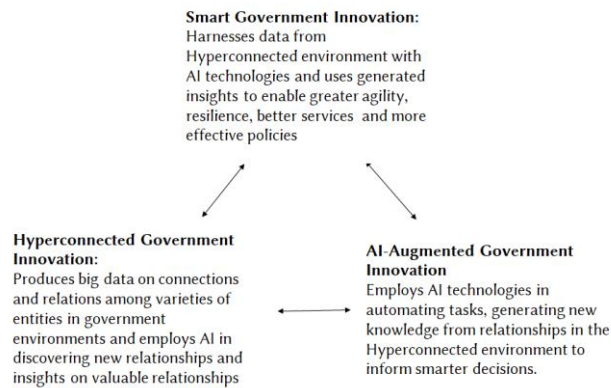 Smart Government Innovation:
Harnesses data from
Hyperconnected environment with
AI technologies and uses generated
insights to enable greater agility,
resilience, better services and more
effective policies
Hyperconnected Government
Innovation:
Produces big data on connections
and relations among varieties of
entities in government
environments and employs AI in
discovering new relationships and
insights on valuable relationships
AI-Augmented Government
Innovation
Employs AI technologies in
automating tasks, generating new
knowledge from relationships in the
Hyperconnected environment to
inform smarter decisions.